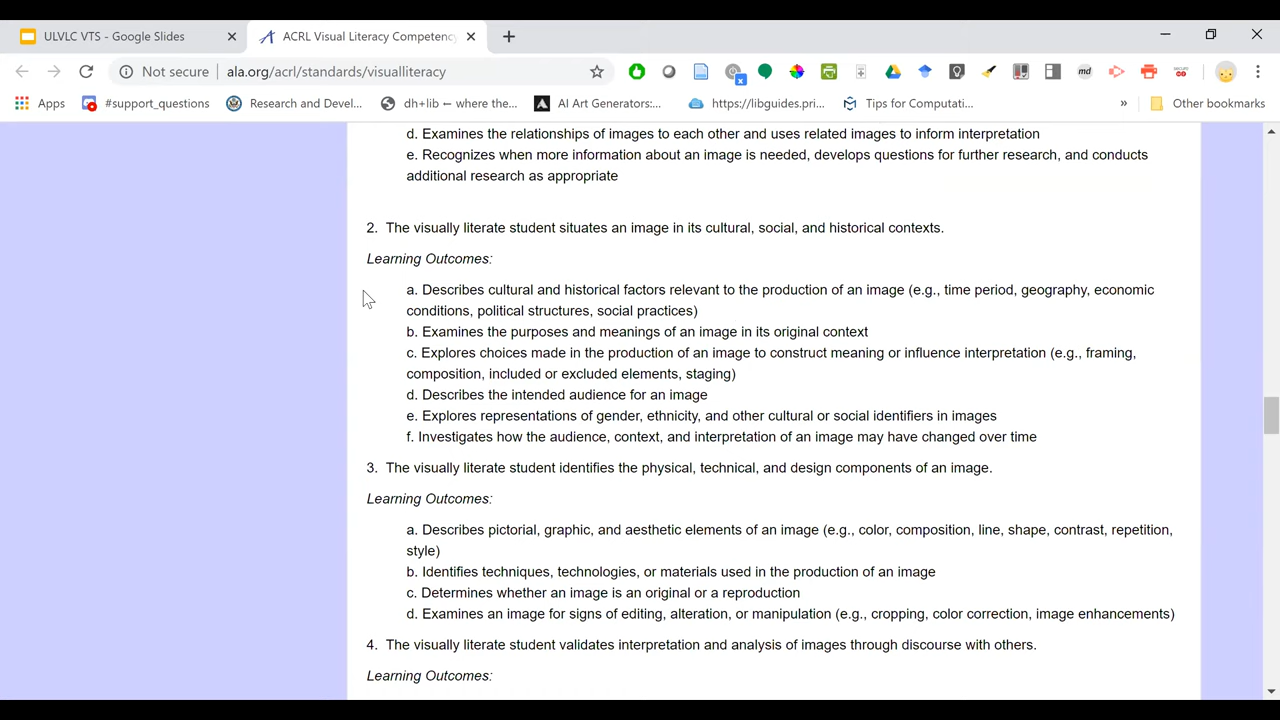 ULVLC VTS - Google Slides
ACRL Visual Literacy Competency
Not secure
ala.org/acrl/standards/visualliteracy
md
Apps
#support_questions
Research and Devel...
dh+lib – where the...
AI Art Generators:...
https://libguides.pri...
Tips for Computati...
»
Other bookmarks
d. Examines the relationships of images to each other and uses related images to inform interpretation
e. Recognizes when more information about an image is needed, develops questions for further research, and conducts
additional research as appropriate
2. The visually literate student situates an image in its cultural, social, and historical contexts.
Learning Outcomes:
a. Describes cultural and historical factors relevant to the production of an image (e.g., time period, geography, economic
conditions, political structures, social practices)
b. Examines the purposes and meanings of an image in its original context
c. Explores choices made in the production of an image to construct meaning or influence interpretation (e.g., framing,
composition, included or excluded elements, staging)
d. Describes the intended audience for an image
e. Explores representations of gender, ethnicity, and other cultural or social identifiers in images
f. Investigates how the audience, context, and interpretation of an image may have changed over time
3. The visually literate student identifies the physical, technical, and design components of an image.
Learning Outcomes:
a. Describes pictorial, graphic, and aesthetic elements of an image (e.g., color, composition, line, shape, contrast, repetition,
style)
b. Identifies techniques, technologies, or materials used in the production of an image
c. Determines whether an image is an original or a reproduction
d. Examines an image for signs of editing, alteration, or manipulation (e.g., cropping, color correction, image enhancements)
4. The visually literate student validates interpretation and analysis of images through discourse with others.
Learning Outcomes: